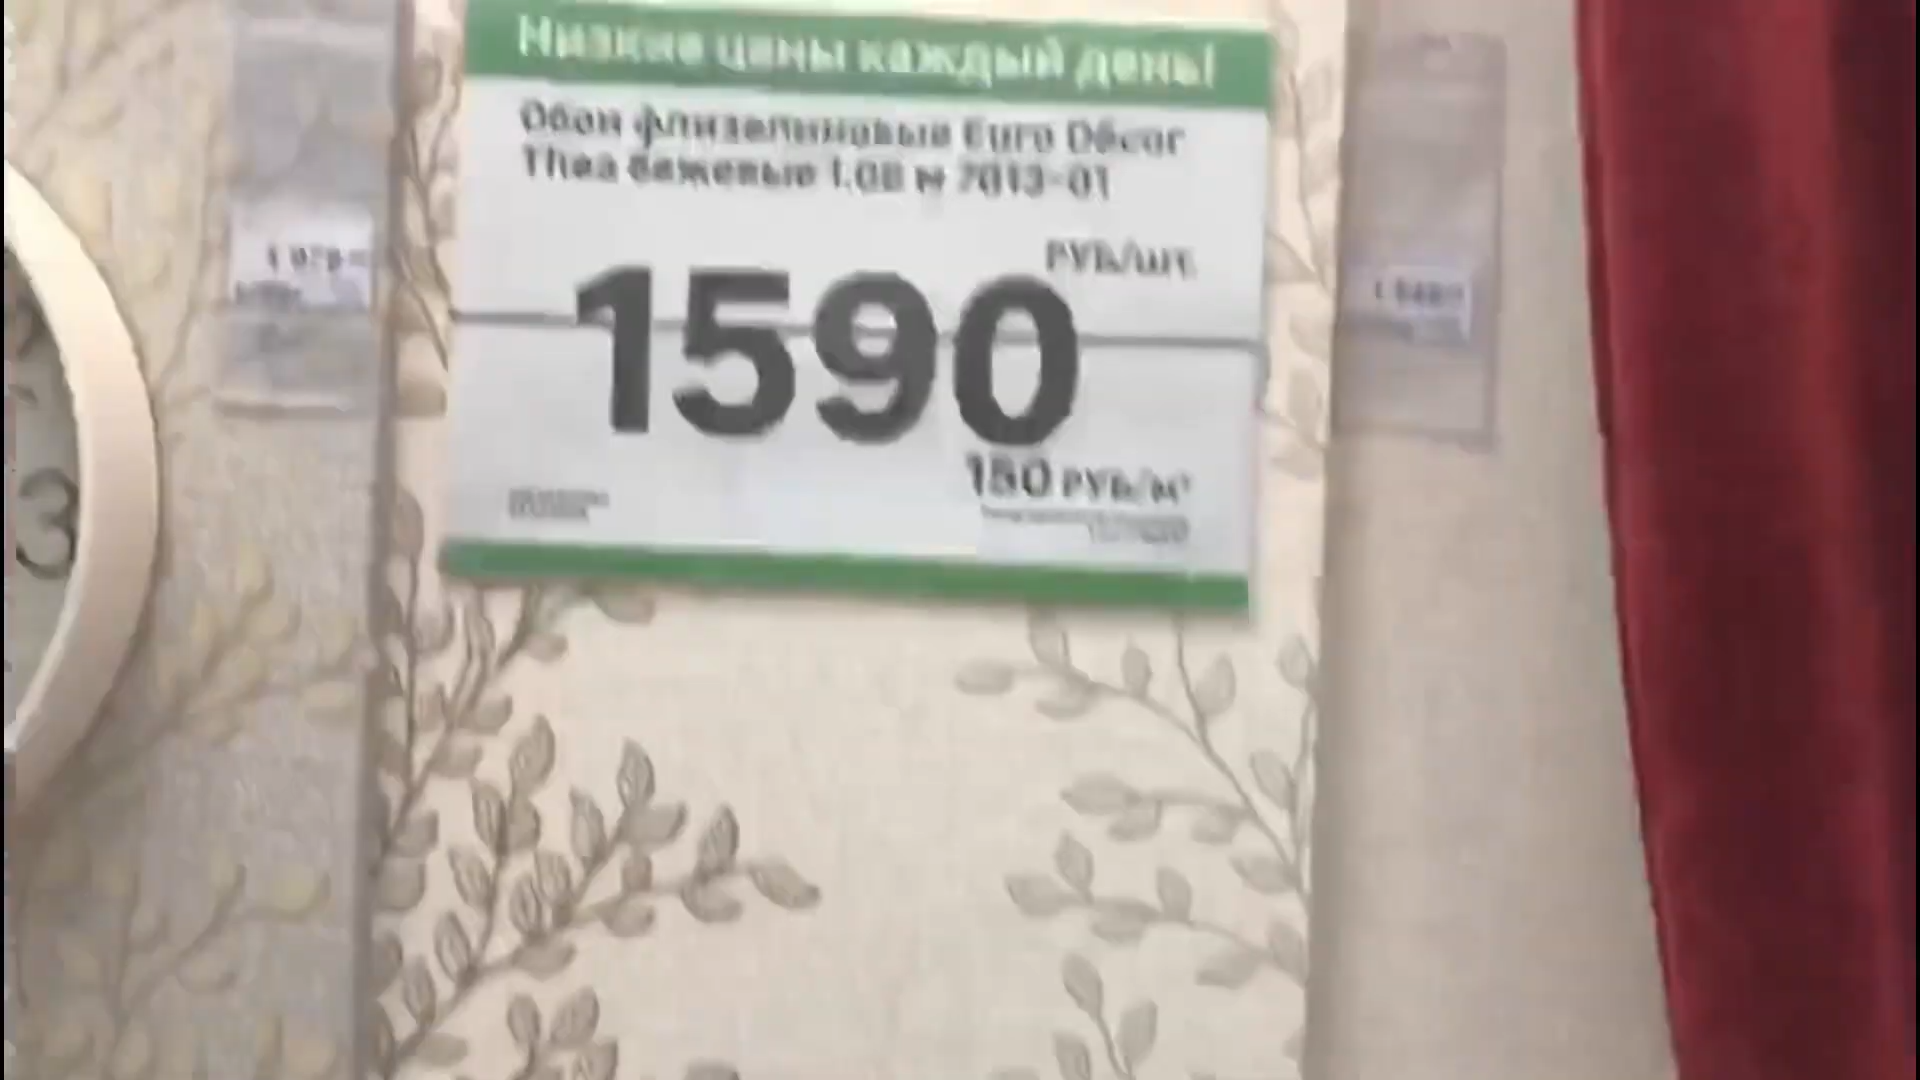 Низкие цены каждый день!
Обои флизелиновые Euro Décor
Thea бежевые 1.06 м 7013-01
РУБ/шт.
1590
150 РУБ/м²
3